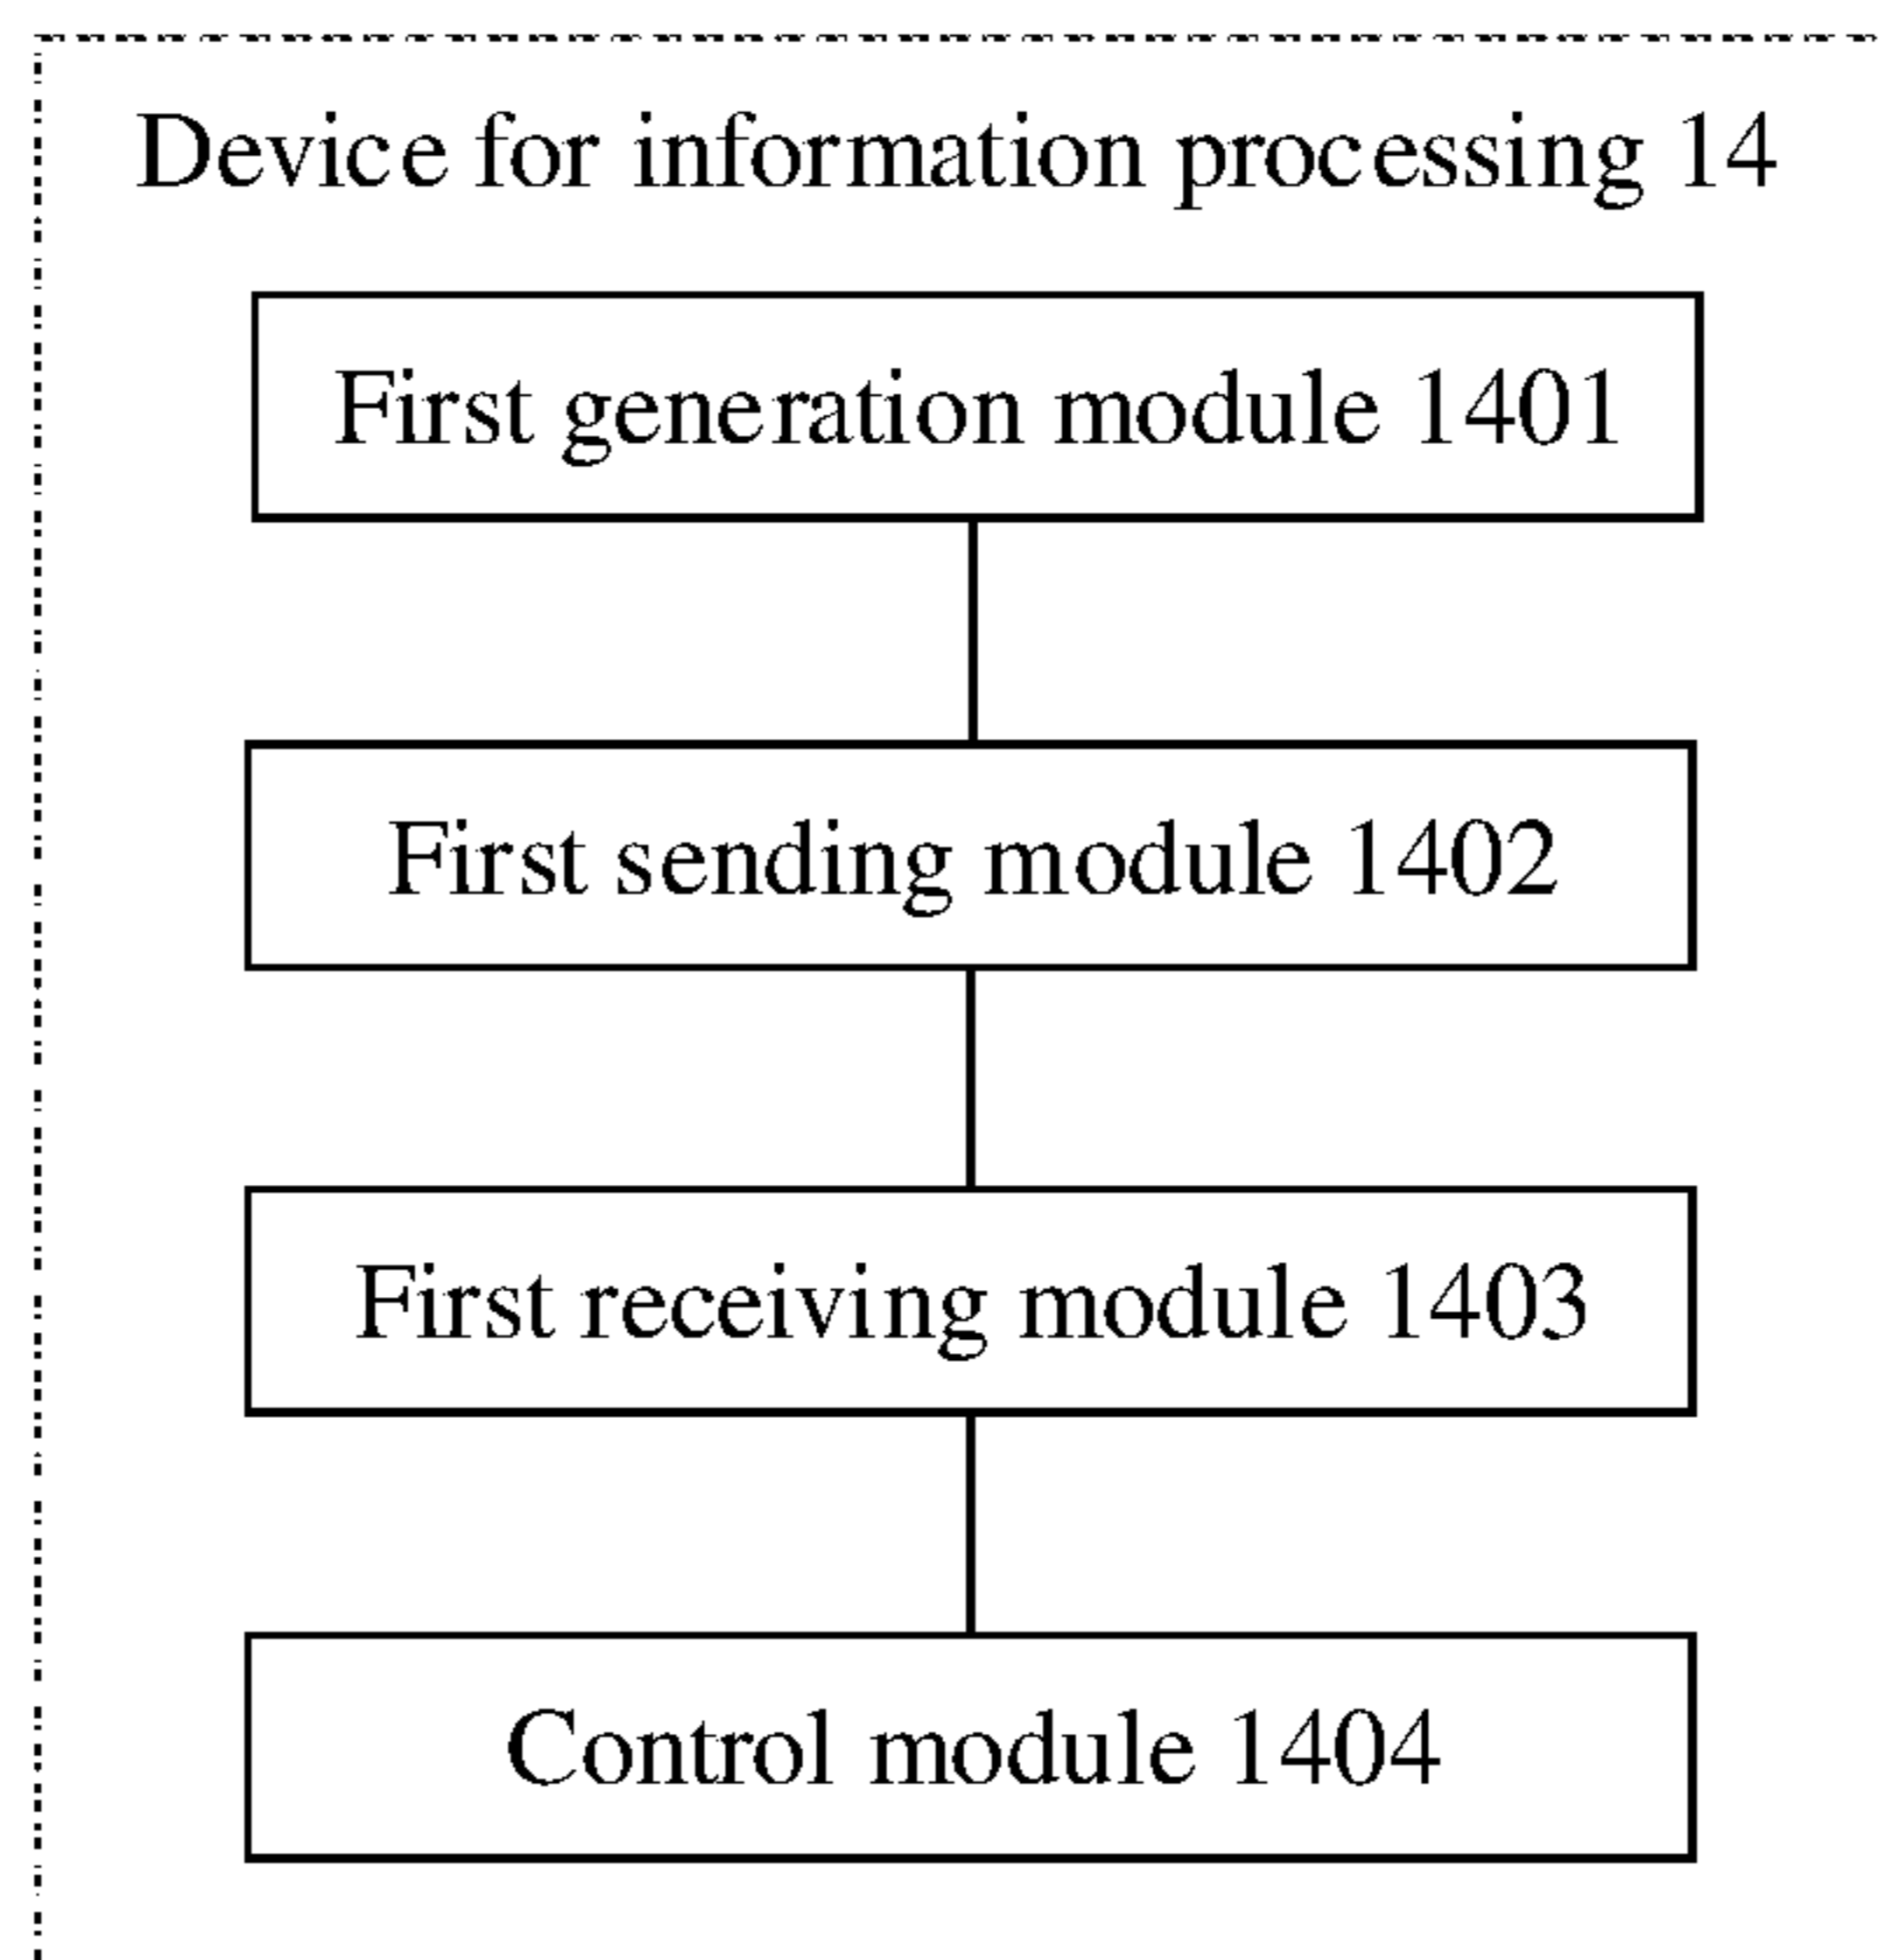 Device for information processing 14
First generation module 1401
First sending module 1402
First receiving module 1403
Control module 1404